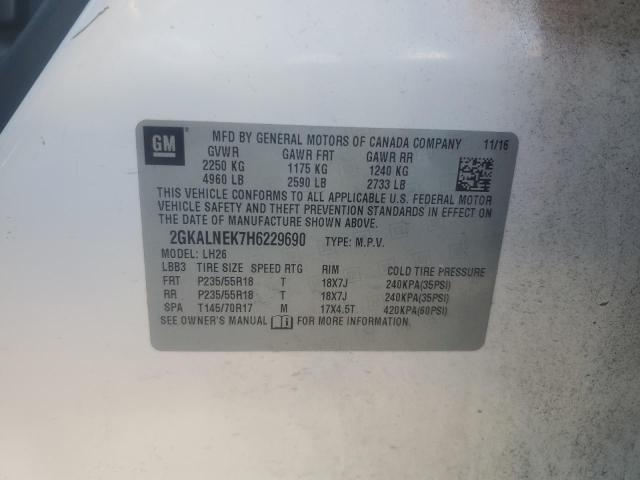 GM
MFD BY GENERAL MOTORS OF CANADA COMPANY 11/16
GVWR GAWR FRT GAWR RR
2250 KG 1175 KG 1240 KG
4960 LB 2590 LB 2733 LB
THIS VEHICLE CONFORMS TO ALL APPLICABLE U.S. FEDERAL MOTOR
VEHICLE SAFETY AND THEFT PREVENTION STANDARDS IN EFFECT ON
THE DATE OF MANUFACTURE SHOWN ABOVE.
2GKALNEK7H6229690 TYPE: M.P.V.
MODEL: LH26
LBB3 TIRE SIZE SPEED RTG RIM COLD TIRE PRESSURE
FRT P235/55R18 T 18X7J 240KPA(35PSI)
RR P235/55R18 T 18X7J 240KPA(35PSI)
SPA T145/70R17 M 17X4.5T 420KPA(60PSI)
SEE OWNER'S MANUAL FOR MORE INFORMATION.